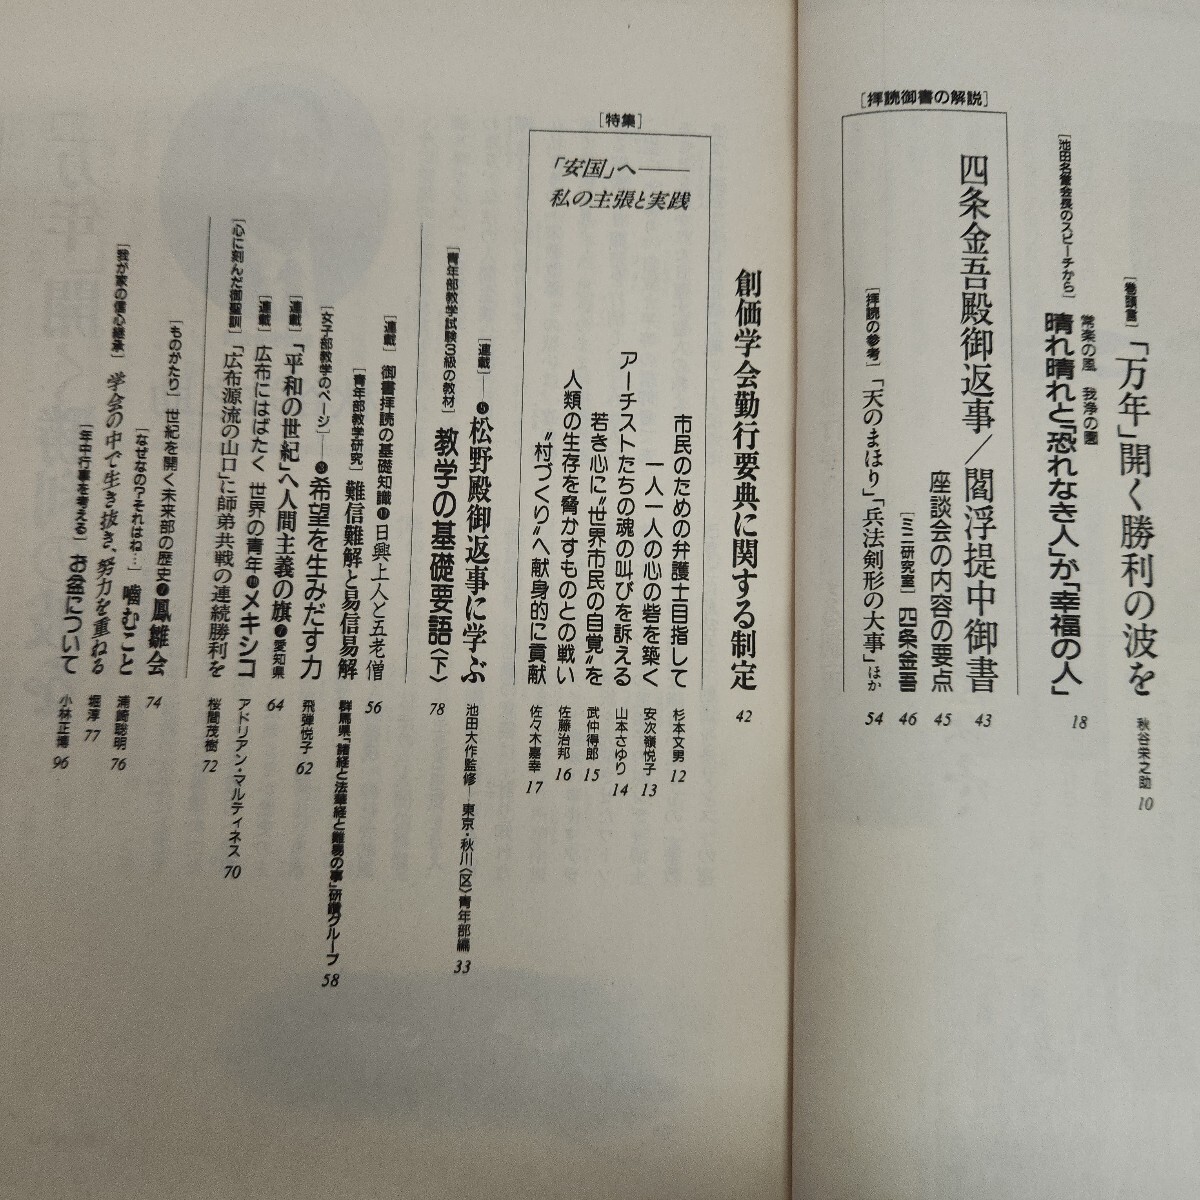 [巻頭言]「万年」開く勝利の波を 秋谷栄之助 10
[池田名誉会長のスピーチから]
常楽の風 我浄の園
晴れ晴れと「恐れなき人」が「幸福の人」 18
[拝読御書の解説]
四条金吾殿御返事／閻浮提中御書 43
座談会の内容の要点 45
[ミニ研究室] 四条金吾 46
[拝読の参考]「天のまほり」「兵法剣形の大事」ほか 54
創価学会勤行要典に関する制定 42
[特集]
「安国」へ――
私の主張と実践
市民のための弁護士目指して 杉本文男 12
一人一人の心の砦を築く 安次嶺悦子 13
アーチストたちの魂の叫びを訴える 山本さゆり 14
若き心に“世界市民の自覚”を 武仲得郎 15
人類の生存を脅かすものとの戦い 佐藤治邦 16
“村づくり”へ献身的に貢献 佐々木嘉幸 17
[連載]――❺松野殿御返事に学ぶ 池田大作監修―東京・秋川〈区〉青年部編 33
[青年部教学試験3級の教材] 教学の基礎要語〈下〉 78
[連載] 御書拝読の基礎知識⓱日興上人と五老僧 56
[青年部教学研究] 難信難解と易信易解 群馬県「諸経と法華経と難易の事」研鑽グループ 58
[女子部教学のページ]――❸希望を生みだす力 飛弾悦子 62
[連載]「平和の世紀」へ人間主義の旗❼愛知県 64
[連載] 広布にはばたく 世界の青年⓳メキシコ アドリアン・マルティネス 70
[心に刻んだ御聖訓]「広布源流の山口」に師弟共戦の連続勝利を 桜間茂樹 72
[ものがたり] 世紀を開く未来部の歴史❼鳳雛会 74
[なぜなの?それはね…] 噛むこと 浦崎聡明 76
[我が家の信心継承] 学会の中で生き抜き、努力を重ねる 堀淳 77
[年中行事を考える] お盆について 小林正博 96